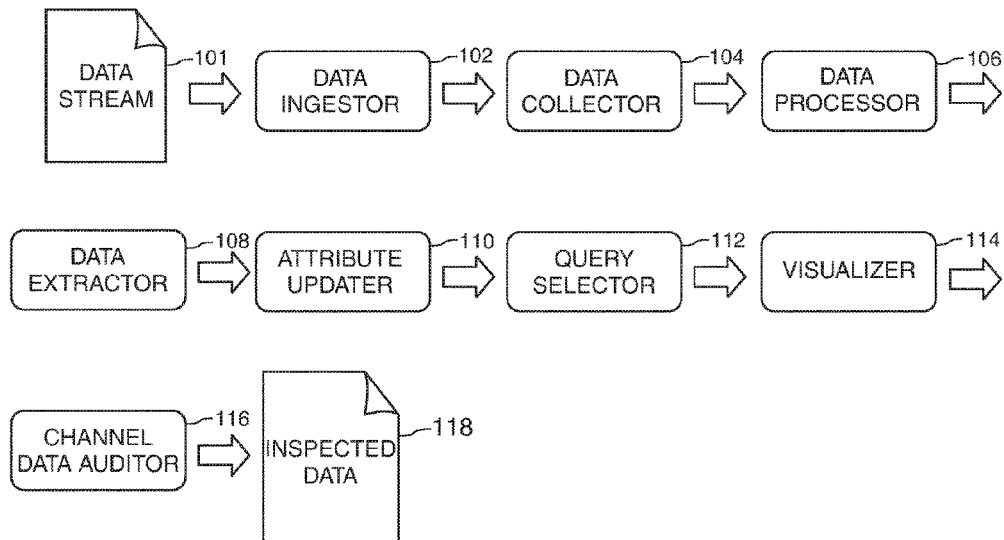 DATA
STREAM
101
DATA
INGESTOR
102
DATA
COLLECTOR
104
DATA
PROCESSOR
106
DATA
EXTRACTOR
108
ATTRIBUTE
UPDATER
110
QUERY
SELECTOR
112
VISUALIZER
114
CHANNEL
DATA AUDITOR
116
INSPECTED
DATA
118